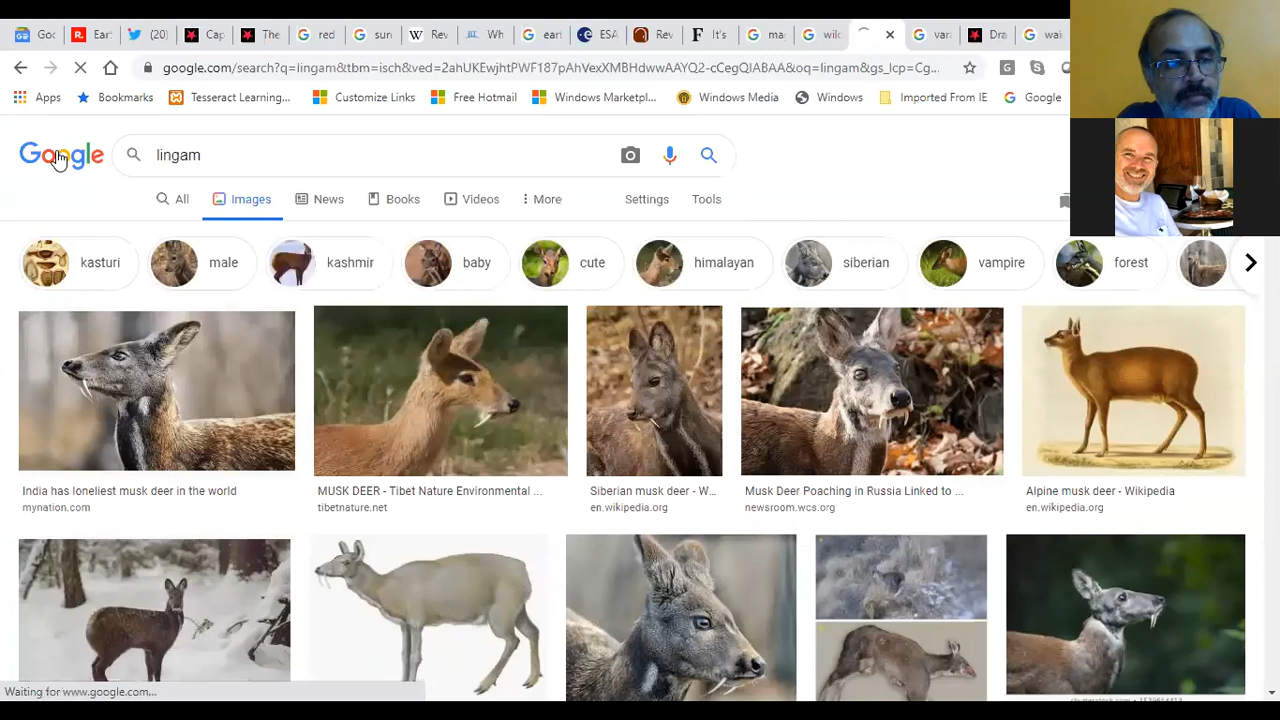 Goo
Ear
(20)
Cap
The
red
sun
Rev
Wh
eart
ESA
Rev
It's
ma
wik
var
Dra
wai
google.com/search?q=lingam&tbm=isch&ved=2ahUKEwjhtPWF187pAhVexXMBHdwwAAYQ2-cCegQIABAA&oq=lingam&gs_lcp=Cg...
Apps
Bookmarks
Tesseract Learning...
Customize Links
Free Hotmail
Windows Marketpl...
Windows Media
Windows
Imported From IE
Google
Google
lingam
All
Images
News
Books
Videos
More
Settings
Tools
kasturi
male
kashmir
baby
cute
himalayan
siberian
vampire
forest
India has loneliest musk deer in the world
mynation.com
MUSK DEER - Tibet Nature Environmental ...
tibetnature.net
Siberian musk deer - W...
en.wikipedia.org
Musk Deer Poaching in Russia Linked to ...
newsroom.wcs.org
Alpine musk deer - Wikipedia
en.wikipedia.org
Waiting for www.google.com...